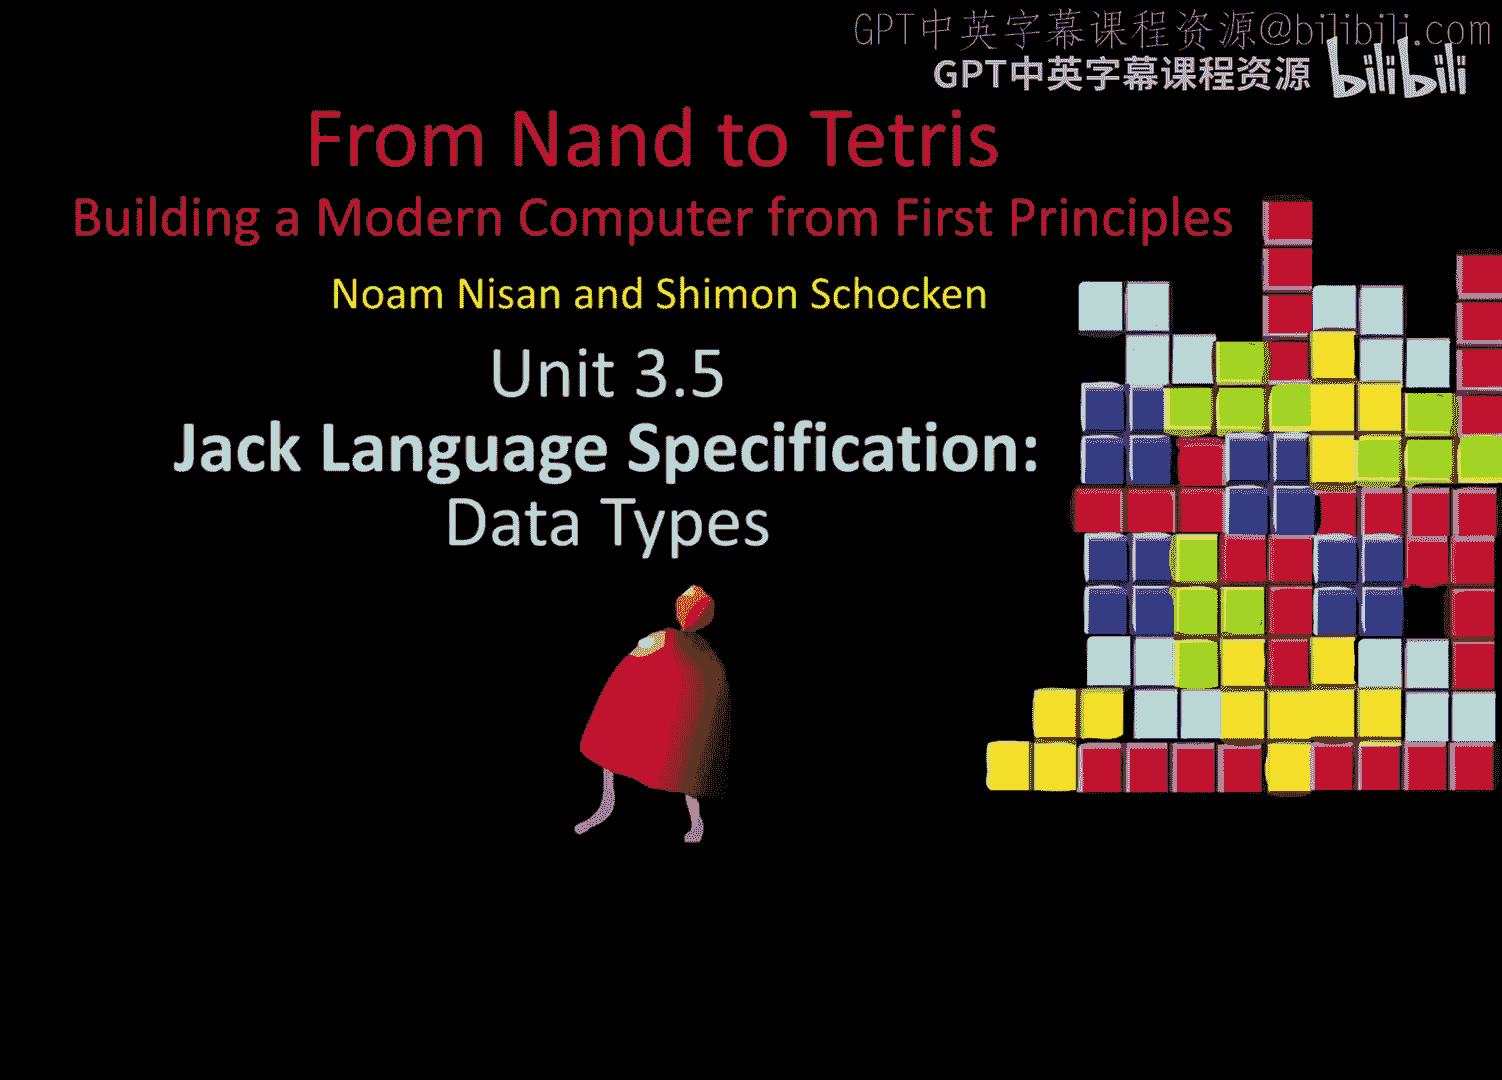 GPT中英字幕课程资源@bilibili.com
GPT中英字幕课程资源 bilibili
From Nand to Tetris
Building a Modern Computer from First Principles
Noam Nisan and Shimon Schocken
Unit 3.5
Jack Language Specification:
Data Types